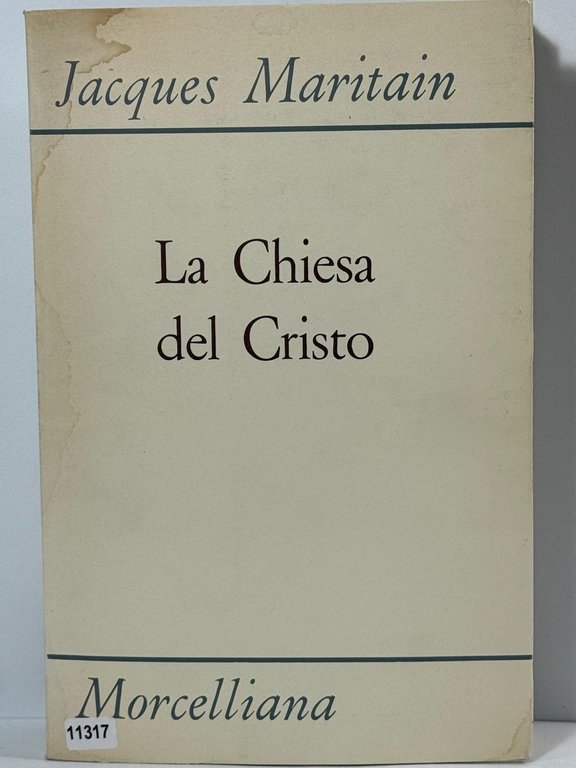 Jacques Maritain
La Chiesa
del Cristo
Morcelliana
11317